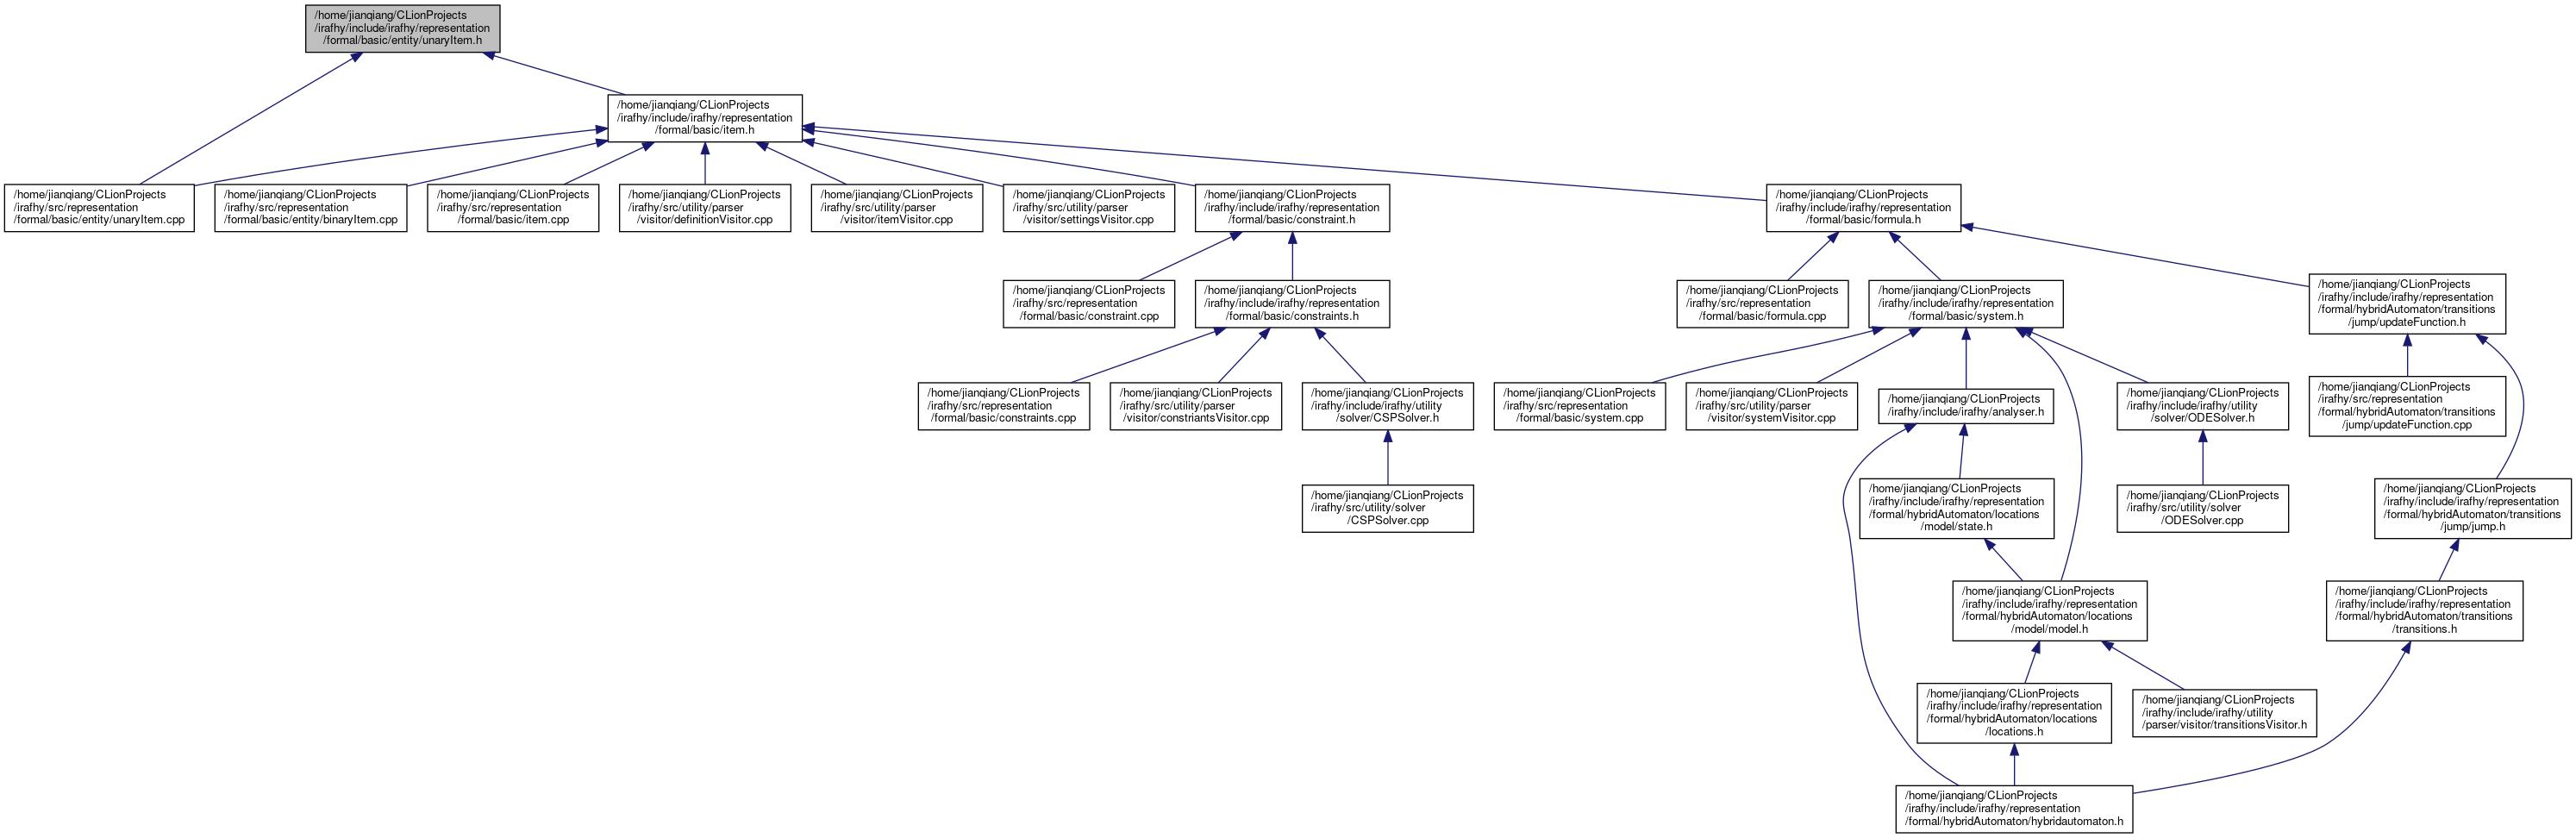 /home/jianqiang/CLionProjects
/irafhy/include/irafhy/representation
/formal/basic/entity/unaryItem.h
/home/jianqiang/CLionProjects
/irafhy/include/irafhy/representation
/formal/basic/item.h
/home/jianqiang/CLionProjects
/irafhy/src/representation
/formal/basic/entity/unaryItem.cpp
/home/jianqiang/CLionProjects
/irafhy/src/representation
/formal/basic/entity/binaryItem.cpp
/home/jianqiang/CLionProjects
/irafhy/src/representation
/formal/basic/item.cpp
/home/jianqiang/CLionProjects
/irafhy/src/utility/parser
/visitor/definitionVisitor.cpp
/home/jianqiang/CLionProjects
/irafhy/src/utility/parser
/visitor/itemVisitor.cpp
/home/jianqiang/CLionProjects
/irafhy/src/utility/parser
/visitor/settingsVisitor.cpp
/home/jianqiang/CLionProjects
/irafhy/include/irafhy/representation
/formal/basic/constraint.h
/home/jianqiang/CLionProjects
/irafhy/include/irafhy/representation
/formal/basic/formula.h
/home/jianqiang/CLionProjects
/irafhy/src/representation
/formal/basic/constraint.cpp
/home/jianqiang/CLionProjects
/irafhy/include/irafhy/representation
/formal/basic/constraints.h
/home/jianqiang/CLionProjects
/irafhy/src/representation
/formal/basic/formula.cpp
/home/jianqiang/CLionProjects
/irafhy/include/irafhy/representation
/formal/basic/system.h
/home/jianqiang/CLionProjects
/irafhy/include/irafhy/representation
/formal/hybridAutomaton/transitions
/jump/updateFunction.h
/home/jianqiang/CLionProjects
/irafhy/src/representation
/formal/basic/constraints.cpp
/home/jianqiang/CLionProjects
/irafhy/src/utility/parser
/visitor/constriantsVisitor.cpp
/home/jianqiang/CLionProjects
/irafhy/include/irafhy/utility
/solver/CSPSolver.h
/home/jianqiang/CLionProjects
/irafhy/src/representation
/formal/basic/system.cpp
/home/jianqiang/CLionProjects
/irafhy/src/utility/parser
/visitor/systemVisitor.cpp
/home/jianqiang/CLionProjects
/irafhy/include/irafhy/analyser.h
/home/jianqiang/CLionProjects
/irafhy/include/irafhy/utility
/solver/ODESolver.h
/home/jianqiang/CLionProjects
/irafhy/src/representation
/formal/hybridAutomaton/transitions
/jump/updateFunction.cpp
/home/jianqiang/CLionProjects
/irafhy/src/utility/solver
/CSPSolver.cpp
/home/jianqiang/CLionProjects
/irafhy/include/irafhy/representation
/formal/hybridAutomaton/locations
/model/state.h
/home/jianqiang/CLionProjects
/irafhy/src/utility/solver
/ODESolver.cpp
/home/jianqiang/CLionProjects
/irafhy/include/irafhy/representation
/formal/hybridAutomaton/transitions
/jump/jump.h
/home/jianqiang/CLionProjects
/irafhy/include/irafhy/representation
/formal/hybridAutomaton/locations
/model/model.h
/home/jianqiang/CLionProjects
/irafhy/include/irafhy/representation
/formal/hybridAutomaton/transitions
/transitions.h
/home/jianqiang/CLionProjects
/irafhy/include/irafhy/representation
/formal/hybridAutomaton/locations
/locations.h
/home/jianqiang/CLionProjects
/irafhy/include/irafhy/utility
/parser/visitor/transitionsVisitor.h
/home/jianqiang/CLionProjects
/irafhy/include/irafhy/representation
/formal/hybridAutomaton/hybridautomaton.h